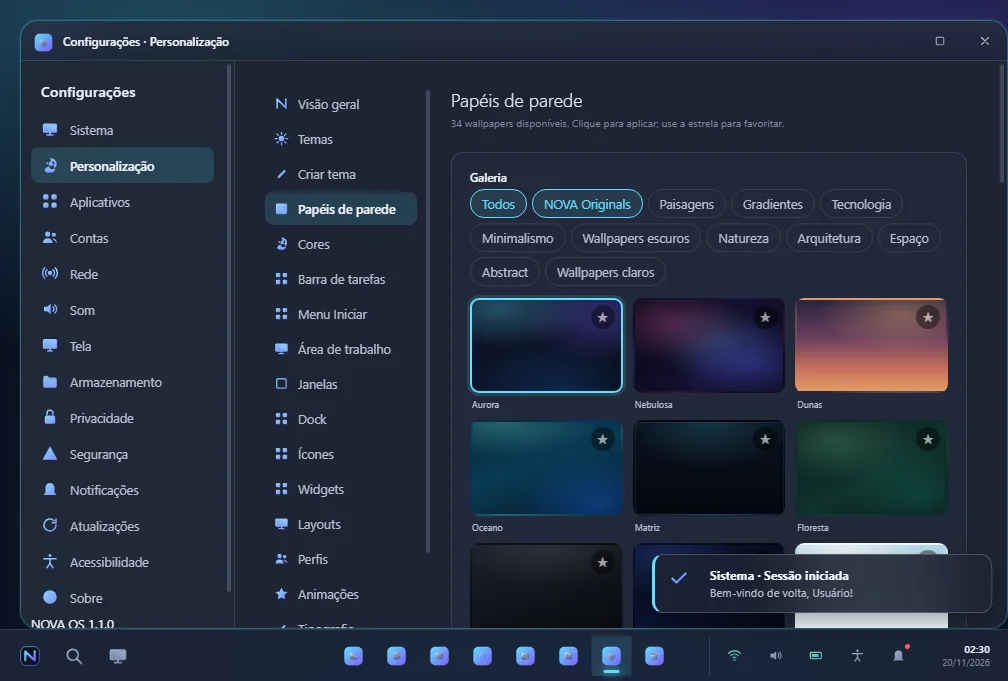 Configurações · Personalização
Configurações
Sistema
Personalização
Aplicativos
Contas
Rede
Som
Tela
Armazenamento
Privacidade
Segurança
Notificações
Atualizações
Acessibilidade
Sobre
NOVA OS 1.1.0
Visão geral
Temas
Criar tema
Papéis de parede
Cores
Barra de tarefas
Menu Iniciar
Área de trabalho
Janelas
Dock
Ícones
Widgets
Layouts
Perfis
Animações
Tipografia
Papéis de parede
34 wallpapers disponíveis. Clique para aplicar; use a estrela para favoritar.
Galeria
Todos NOVA Originals Paisagens Gradientes Tecnologia
Minimalismo Wallpapers escuros Natureza Arquitetura Espaço
Abstract Wallpapers claros
Aurora Nebulosa Dunas
Oceano Matriz Floresta
Sistema · Sessão iniciada
Bem-vindo de volta, Usuário!
N
02:30
20/11/2026